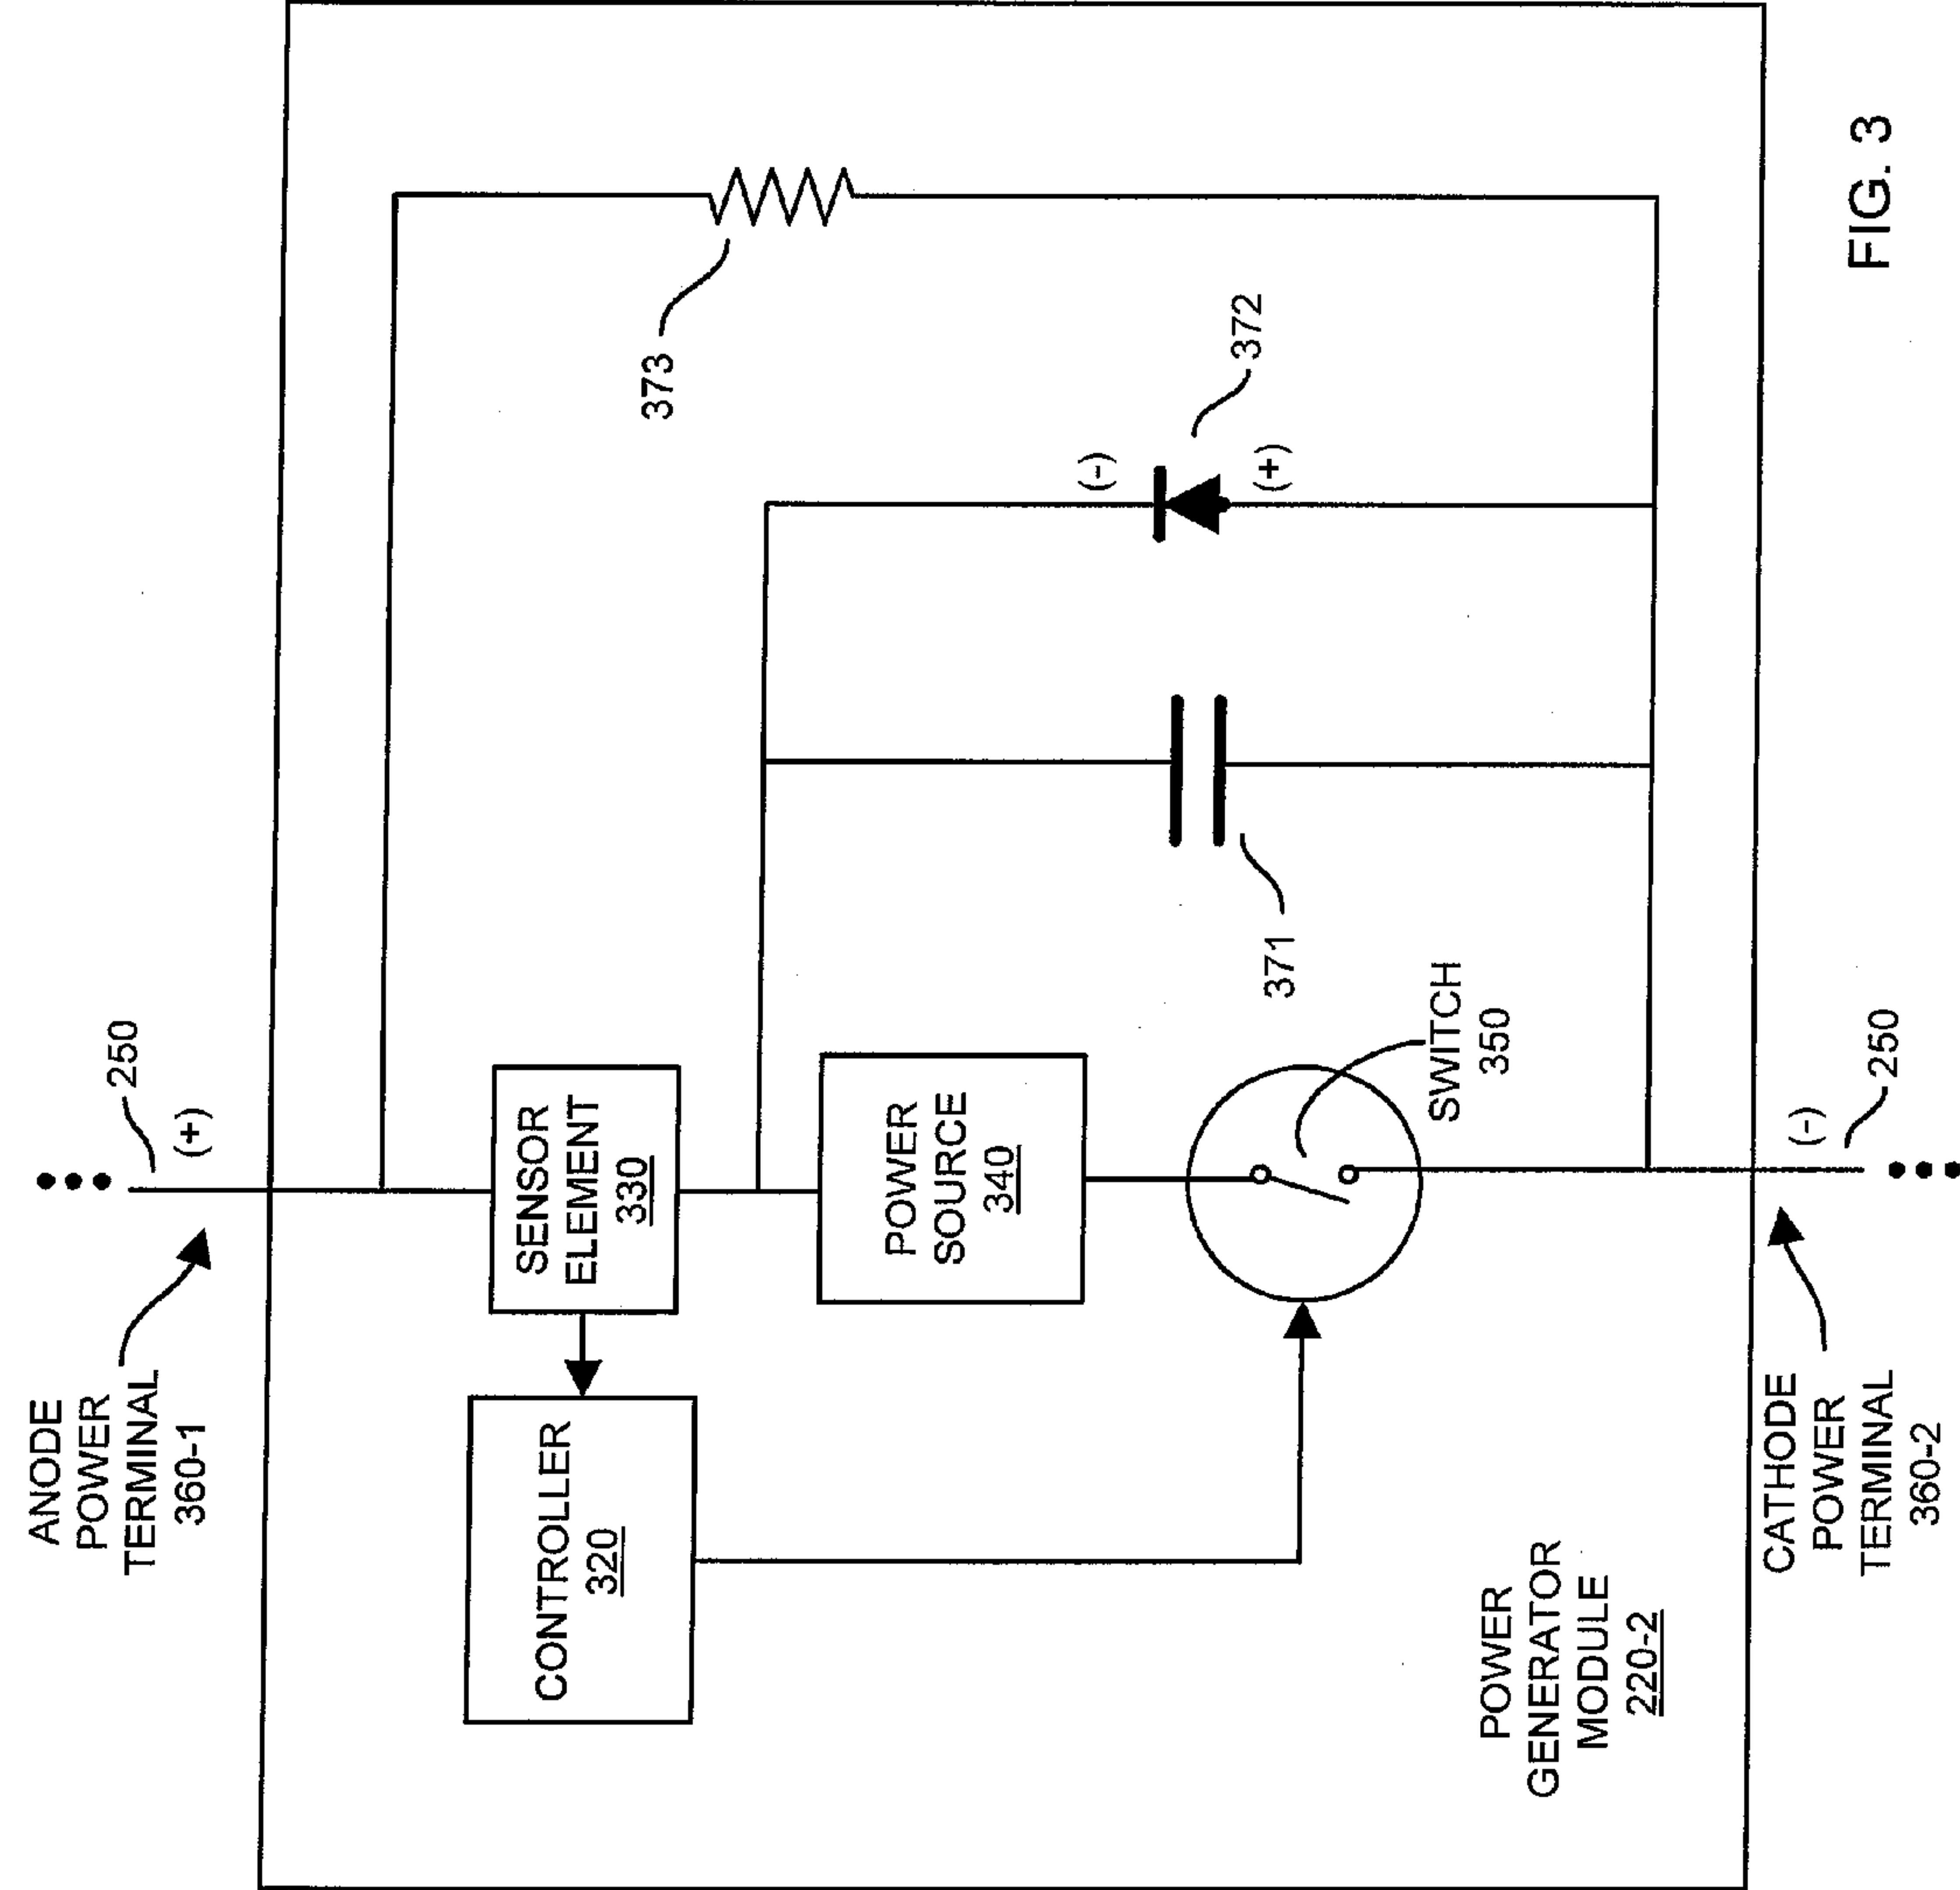 ANODE
POWER
TERMINAL
360-1
250
(+)
SENSOR
ELEMENT
330
CONTROLLER
320
POWER
SOURCE
340
SWITCH
350
371
(-)
372
(+)
373
POWER
GENERATOR
MODULE
220-2
CATHODE
POWER
TERMINAL
360-2
(-)
250
FIG. 3